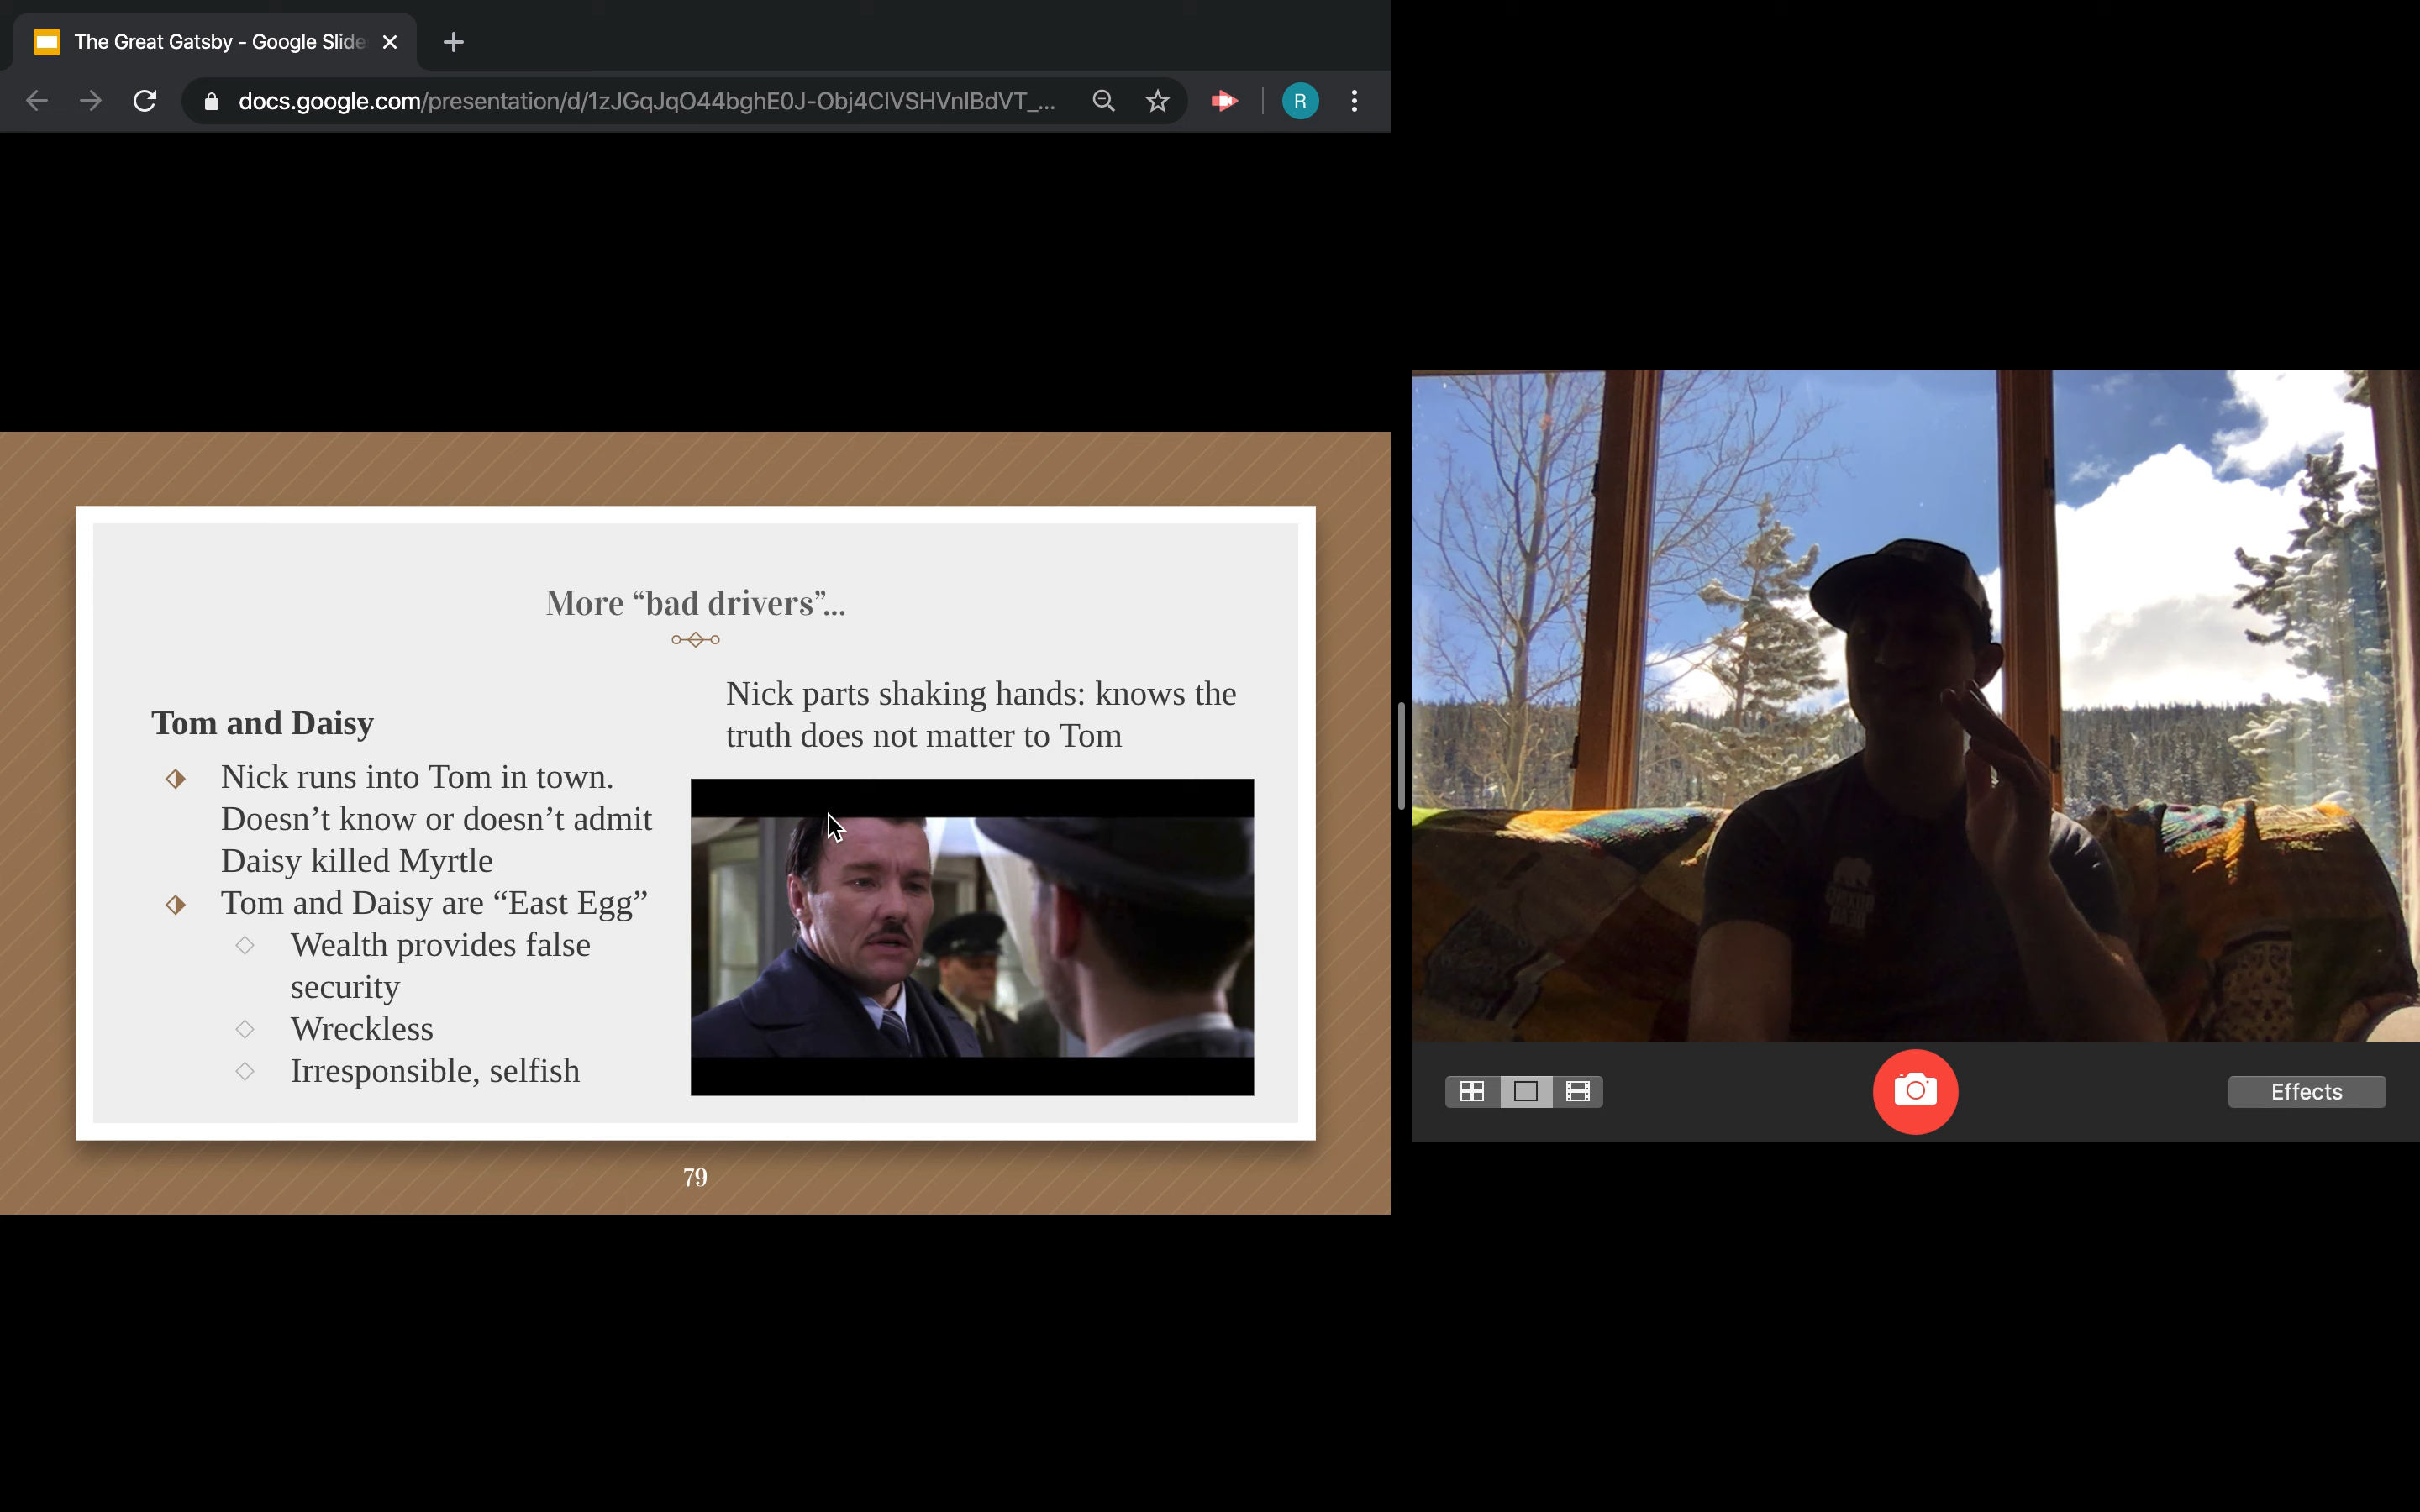 The Great Gatsby - Google Slide
docs.google.com/presentation/d/1zJGqJqO44bghE0J-Obj4CIVSHVnIBdVT_...
R
More “bad drivers”...
Tom and Daisy
Nick runs into Tom in town.
Doesn’t know or doesn’t admit
Daisy killed Myrtle
Tom and Daisy are “East Egg”
Wealth provides false
security
Wreckless
Irresponsible, selfish
Nick parts shaking hands: knows the
truth does not matter to Tom
79
Effects